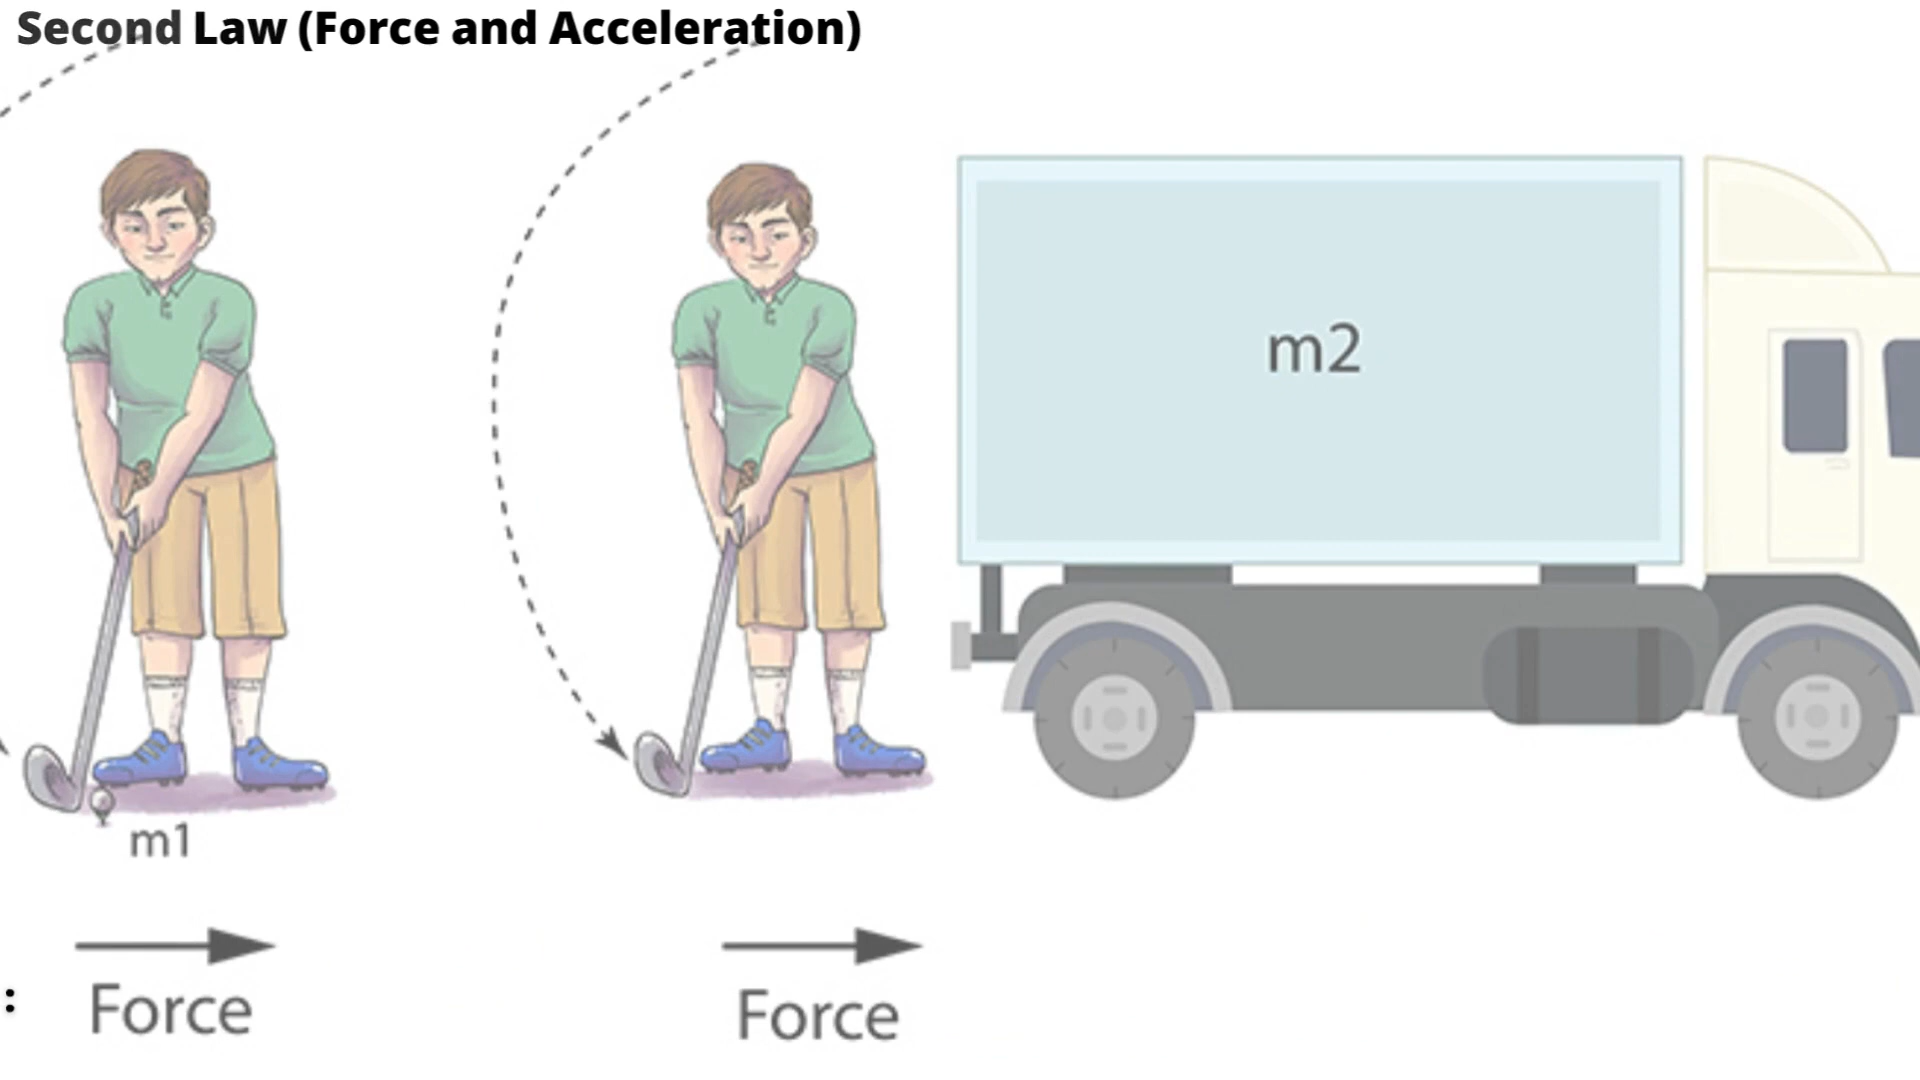 Second Law (Force and Acceleration)
m2
m1
: Force
Force